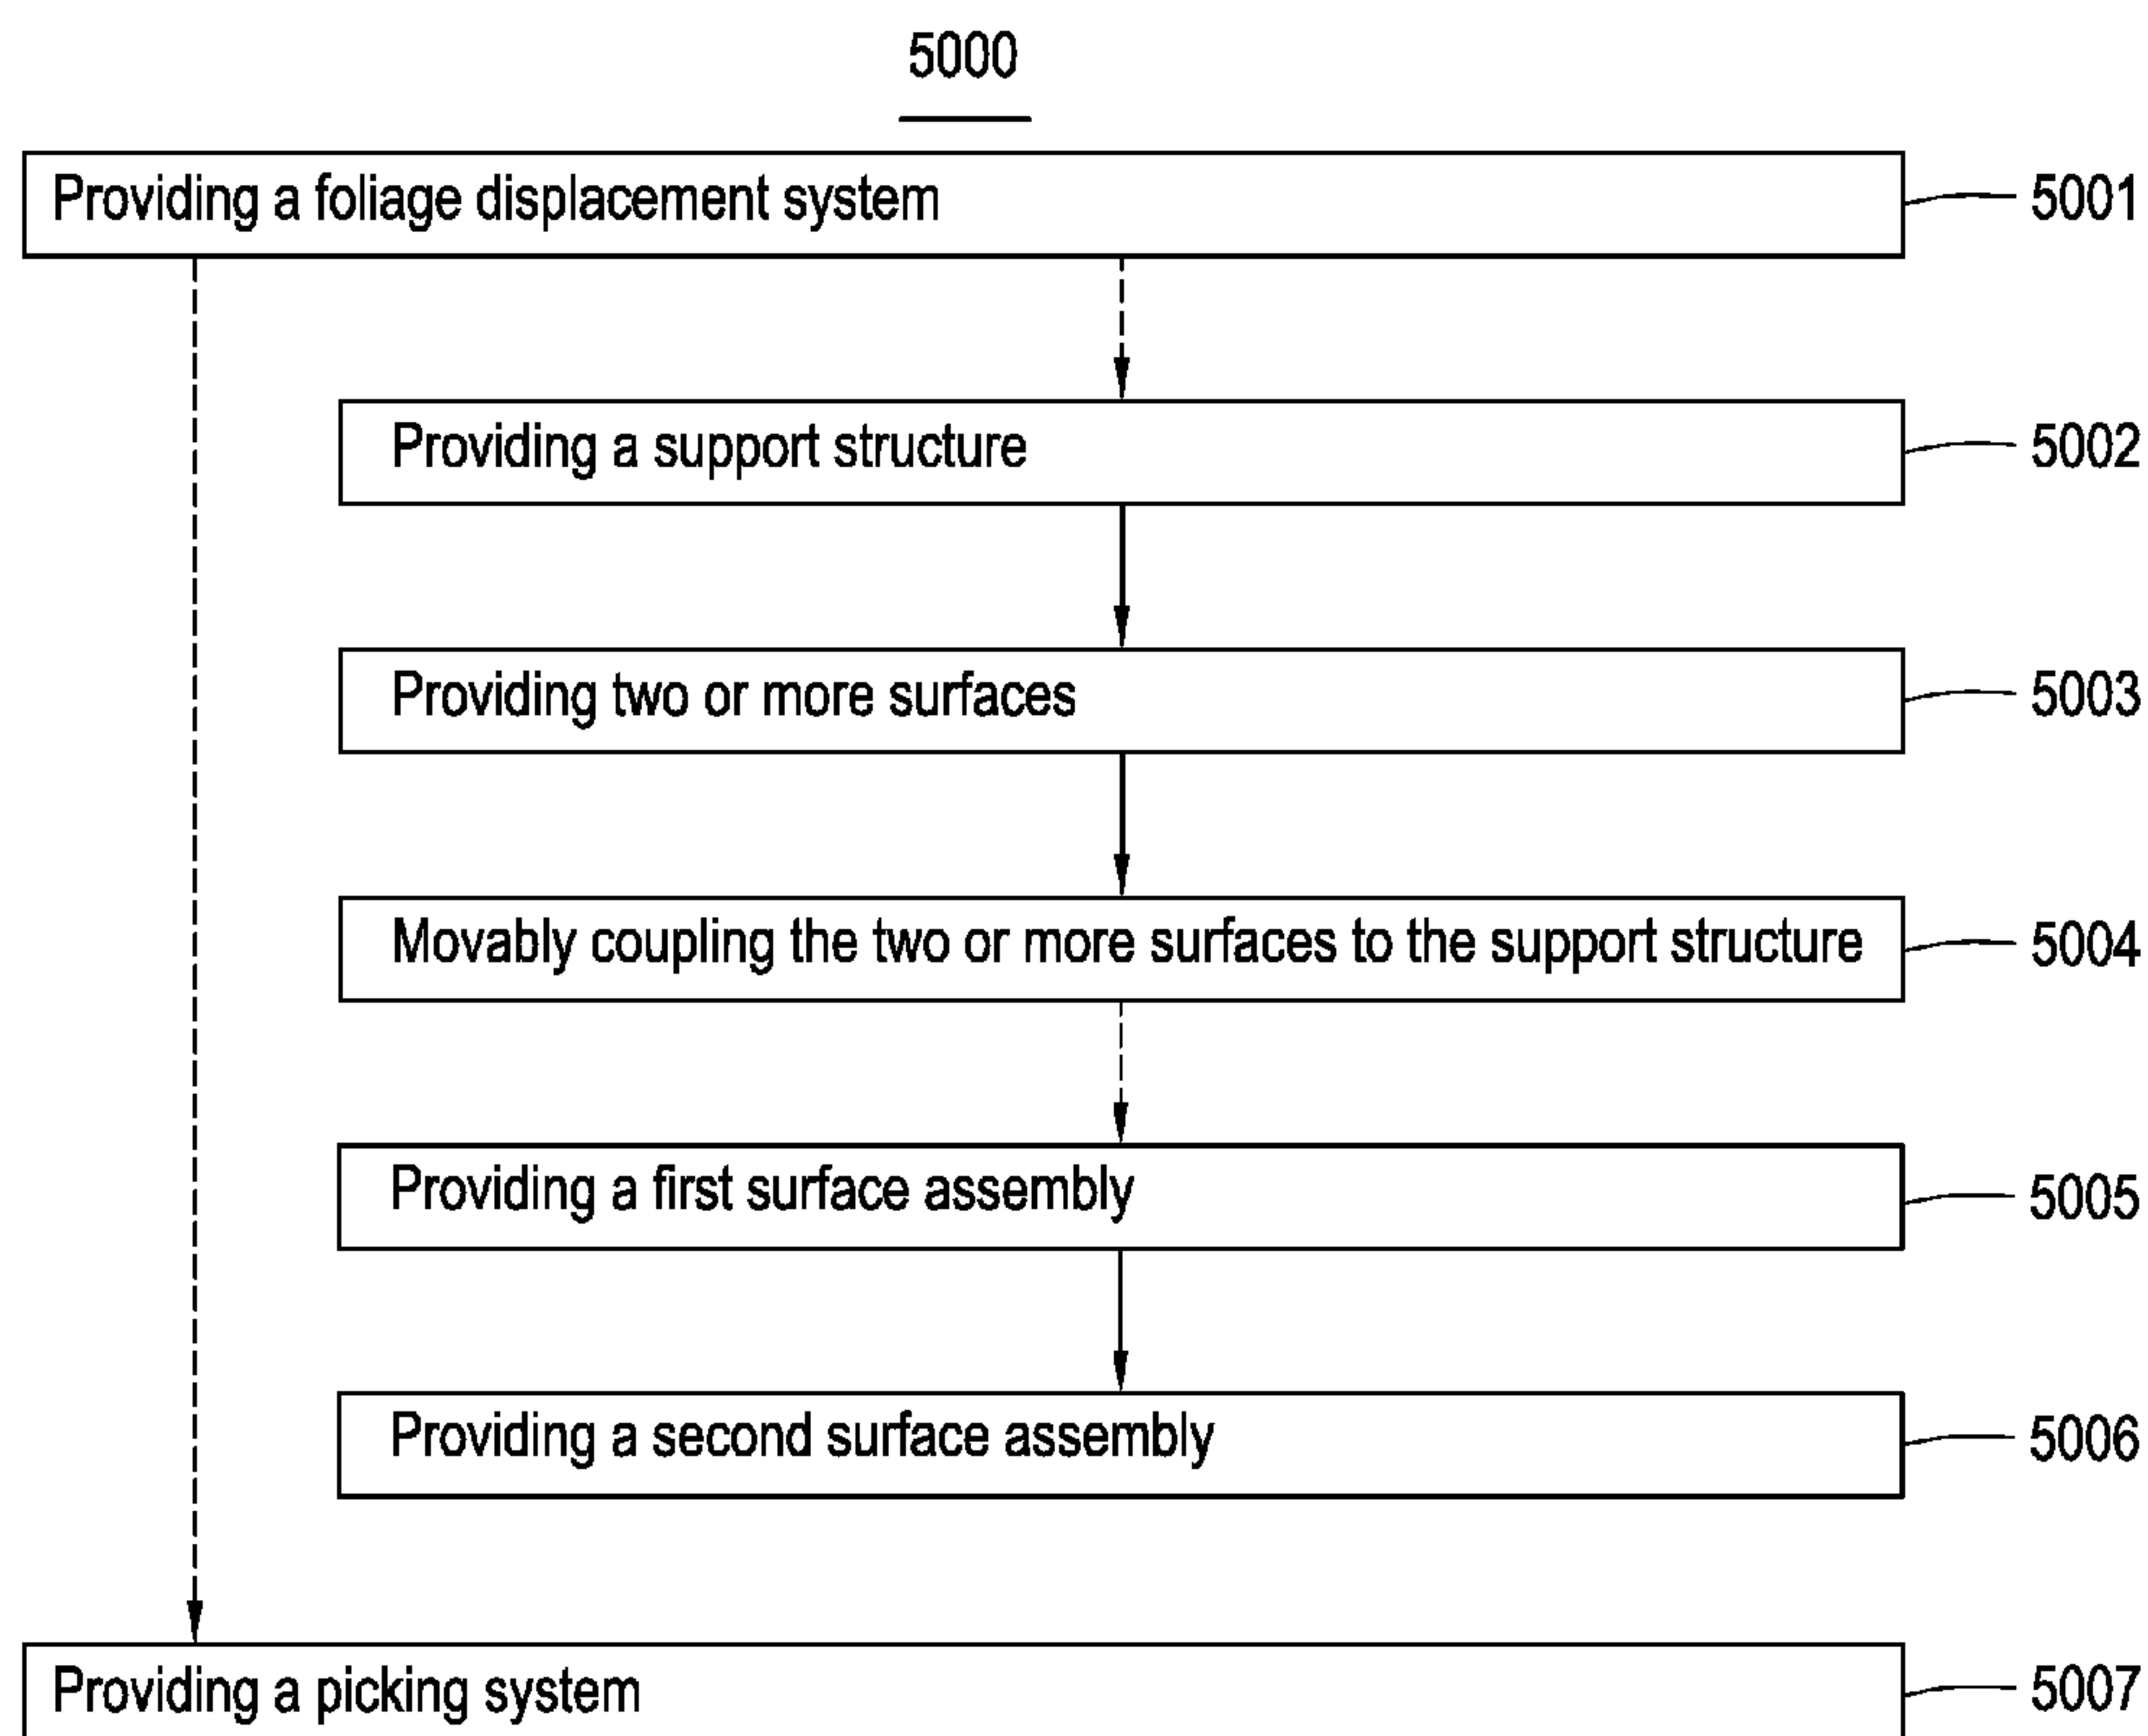 5000
Providing a foliage displacement system 5001
Providing a support structure 5002
Providing two or more surfaces 5003
Movably coupling the two or more surfaces to the support structure 5004
Providing a first surface assembly 5005
Providing a second surface assembly 5006
Providing a picking system 5007